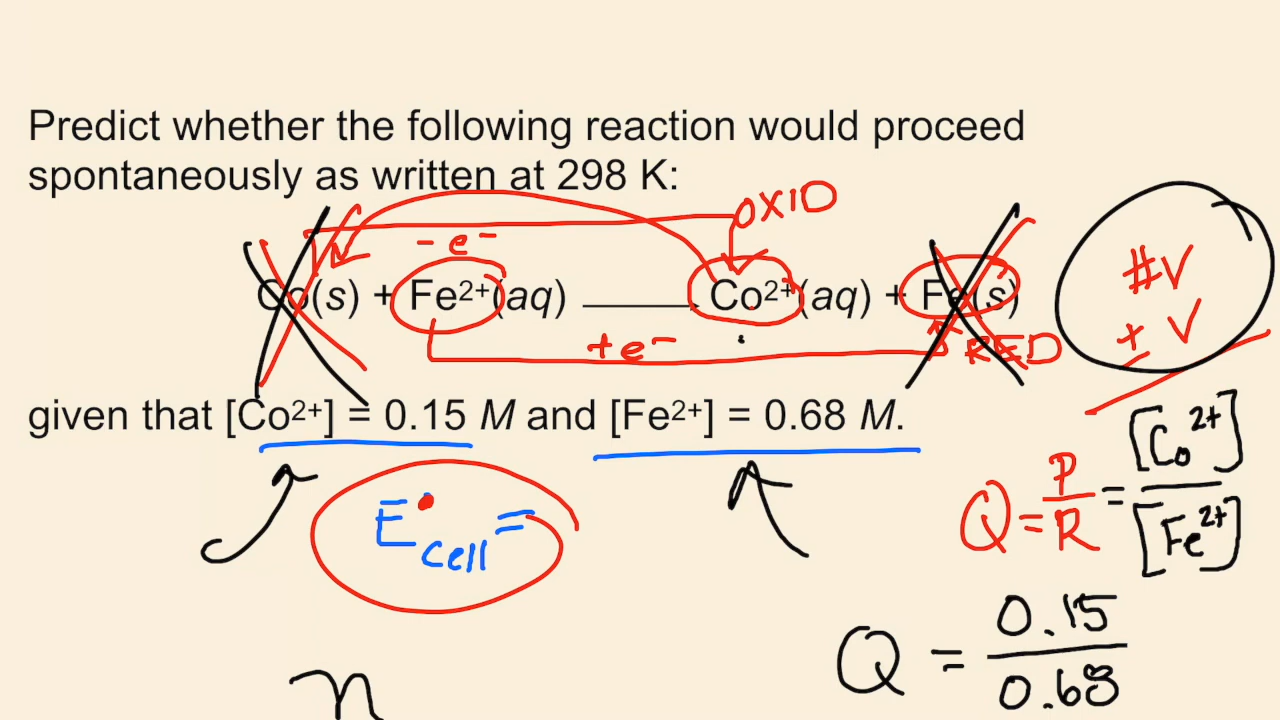 Predict whether the following reaction would proceed
spontaneously as written at 298 K:
OXID
- e⁻
Co(s) + Fe²⁺(aq) ______ Co²⁺(aq) + Fe(s)
#V
+ V
+ e⁻
RED
given that [Co²⁺] = 0.15 M and [Fe²⁺] = 0.68 M.
E° cell =
Q = P/R = [Co²⁺]/[Fe²⁺]
Q = 0.15/0.68
n